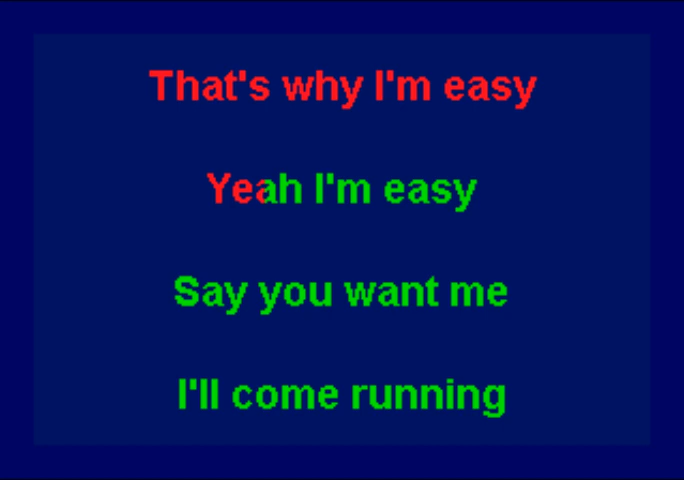 That's why I'm easy
Yeah I'm easy
Say you want me
I'll come running